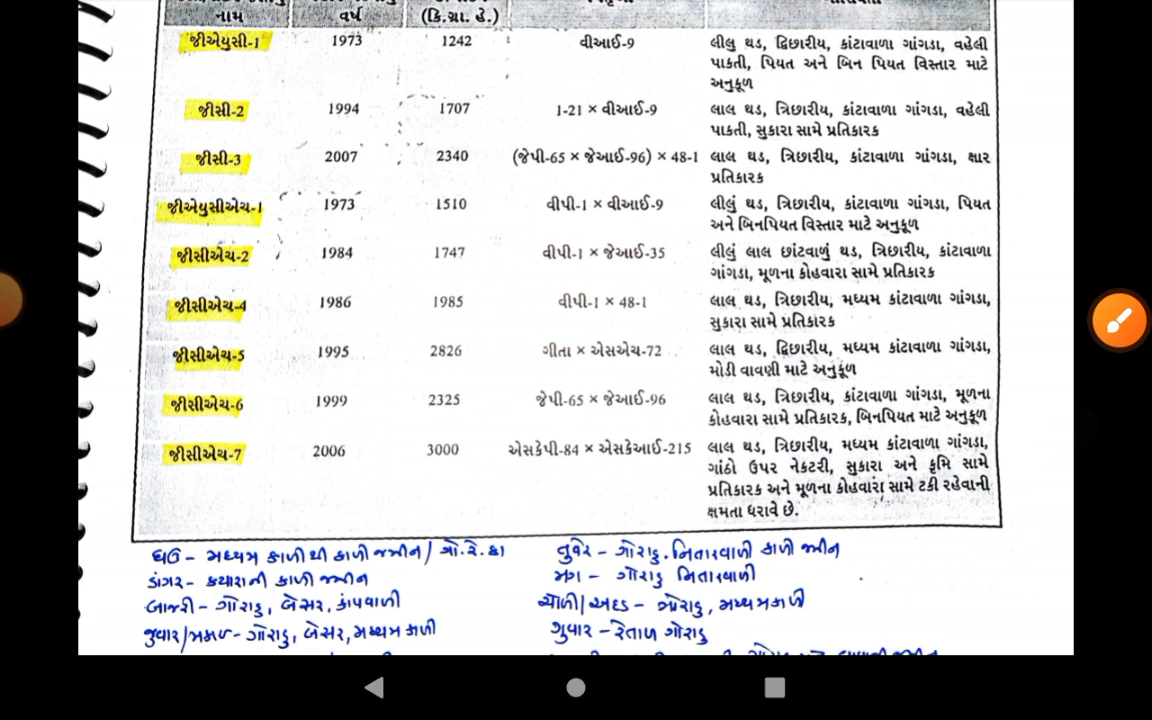 નામ વર્ષ (કિ.ગ્રા. હે.)
જીએયુસી-1 1973 1242 વીઆઈ-9 લીલુ થડ, દ્વિછારીય, કાંટાવાળા ગાંગડા, વહેલી
પાકતી, પિયત અને બિન પિયત વિસ્તાર માટે
અનુકૂળ
જીસી-2 1994 1707 1-21 × વીઆઈ-9 લાલ થડ, ત્રિછારીય, કાંટાવાળા ગાંગડા, વહેલી
પાકતી, સુકારા સામે પ્રતિકારક
જીસી-3 2007 2340 (જેપી-65 × જેઆઈ-96) × 48-1 લાલ થડ, ત્રિછારીય, કાંટાવાળા ગાંગડા, ક્ષાર
પ્રતિકારક
જીએયુસીએચ-1 1973 1510 વીપી-1 × વીઆઈ-9 લીલું થડ, ત્રિછારીય, કાંટાવાળા ગાંગડા, પિયત
અને બિનપિયત વિસ્તાર માટે અનુકૂળ
જીસીએચ-2 1984 1747 વીપી-1 × જેઆઈ-35 લીલું લાલ છાંટવાળું થડ, ત્રિછારીય, કાંટાવાળા
ગાંગડા, મૂળના કોહવારા સામે પ્રતિકારક
જીસીએચ-4 1986 1985 વીપી-1 × 48-1 લાલ થડ, ત્રિછારીય, મધ્યમ કાંટાવાળા ગાંગડા,
સુકારા સામે પ્રતિકારક
જીસીએચ-5 1995 2826 ગીતા × એસએચ-72 લાલ થડ, દ્વિછારીય, મધ્યમ કાંટાવાળા ગાંગડા,
મોડી વાવણી માટે અનુકૂળ
જીસીએચ-6 1999 2325 જેપી-65 × જેઆઈ-96 લાલ થડ, ત્રિછારીય, કાંટાવાળા ગાંગડા, મૂળના
કોહવારા સામે પ્રતિકારક, બિનપિયત માટે અનુકૂળ
જીસીએચ-7 2006 3000 એસકેપી-84 × એસકેઆઈ-215 લાલ થડ, ત્રિછારીય, મધ્યમ કાંટાવાળા ગાંગડા,
ગાંઠો ઉપર નેકટરી, સુકારા અને કૃમિ સામે
પ્રતિકારક અને મૂળના કોહવારા સામે ટકી રહેવાની
ક્ષમતા ધરાવે છે.
ઘઉં - મધ્યમ કાળીથી કાળી જમીન/ ગો.રે.કા
ડાંગર - ક્યારાની કાળી જમીન
બાજરી - ગોરાડુ, બેસર, કાંપવાળી
જુવાર/મકાઈ - ગોરાડુ, બેસર, મધ્યમ કાળી
તુવેર - ગોરાડુ. નિતારવાળી કાળી જમીન
મગ - ગોરાડુ નિતારવાળી
ચોળી/અડદ - ગોરાડુ, મધ્યમકાળી
ગુવાર - રેતાળ ગોરાડુ